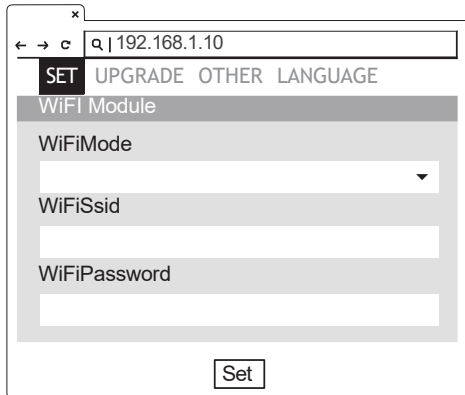 192.168.1.10
SET UPGRADE OTHER LANGUAGE
WiFI Module
WiFiMode
WiFiSsid
WiFiPassword
Set